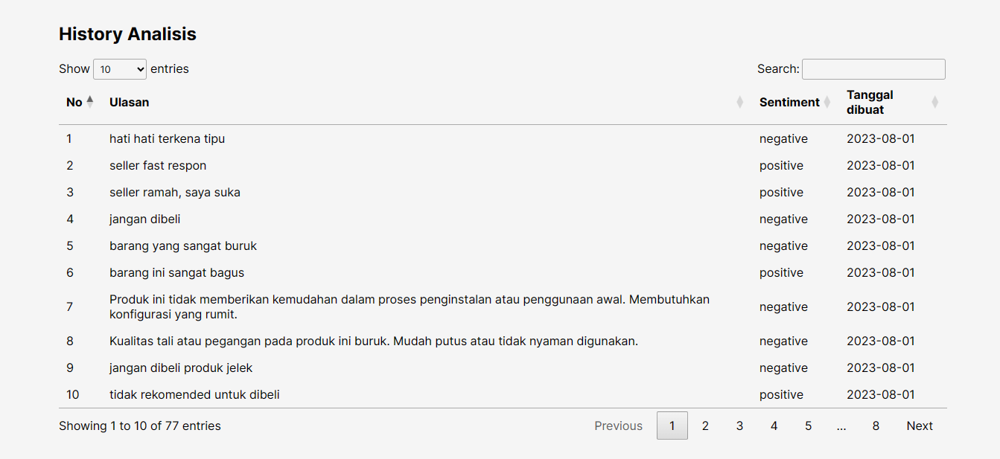 History Analisis
Show 10 entries Search:
No Ulasan Sentiment Tanggal dibuat
1 hati hati terkena tipu negative 2023-08-01
2 seller fast respon positive 2023-08-01
3 seller ramah, saya suka positive 2023-08-01
4 jangan dibeli negative 2023-08-01
5 barang yang sangat buruk negative 2023-08-01
6 barang ini sangat bagus positive 2023-08-01
7 Produk ini tidak memberikan kemudahan dalam proses penginstalan atau penggunaan awal. Membutuhkan
konfigurasi yang rumit. negative 2023-08-01
8 Kualitas tali atau pegangan pada produk ini buruk. Mudah putus atau tidak nyaman digunakan. negative 2023-08-01
9 jangan dibeli produk jelek negative 2023-08-01
10 tidak rekomended untuk dibeli positive 2023-08-01
Showing 1 to 10 of 77 entries Previous 1 2 3 4 5 ... 8 Next